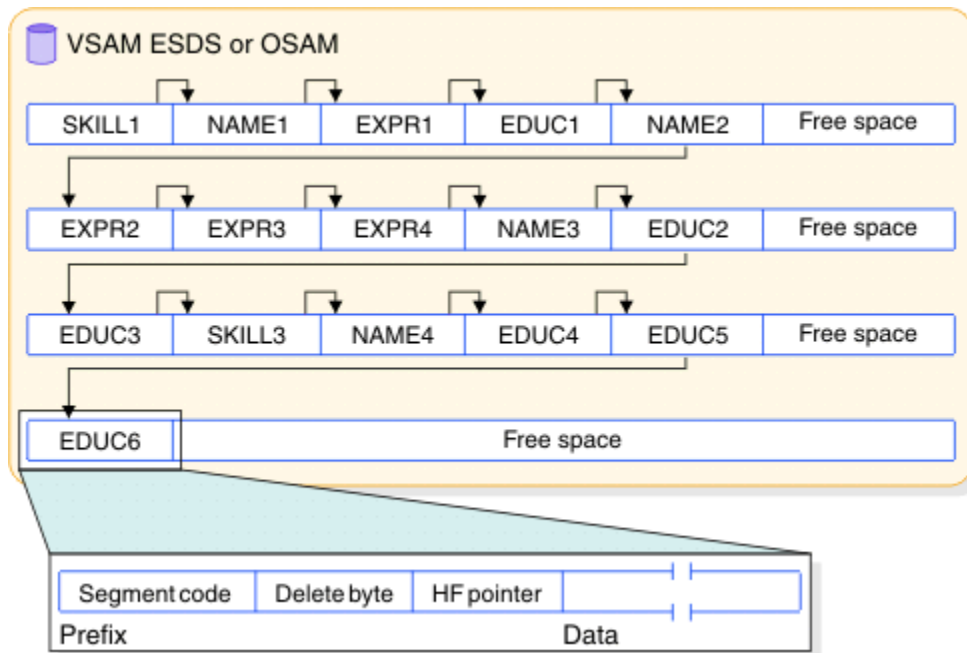 VSAM ESDS or OSAM
SKILL1 NAME1 EXPR1 EDUC1 NAME2 Free space
EXPR2 EXPR3 EXPR4 NAME3 EDUC2 Free space
EDUC3 SKILL3 NAME4 EDUC4 EDUC5 Free space
EDUC6 Free space
Segment code Delete byte HF pointer
Prefix Data